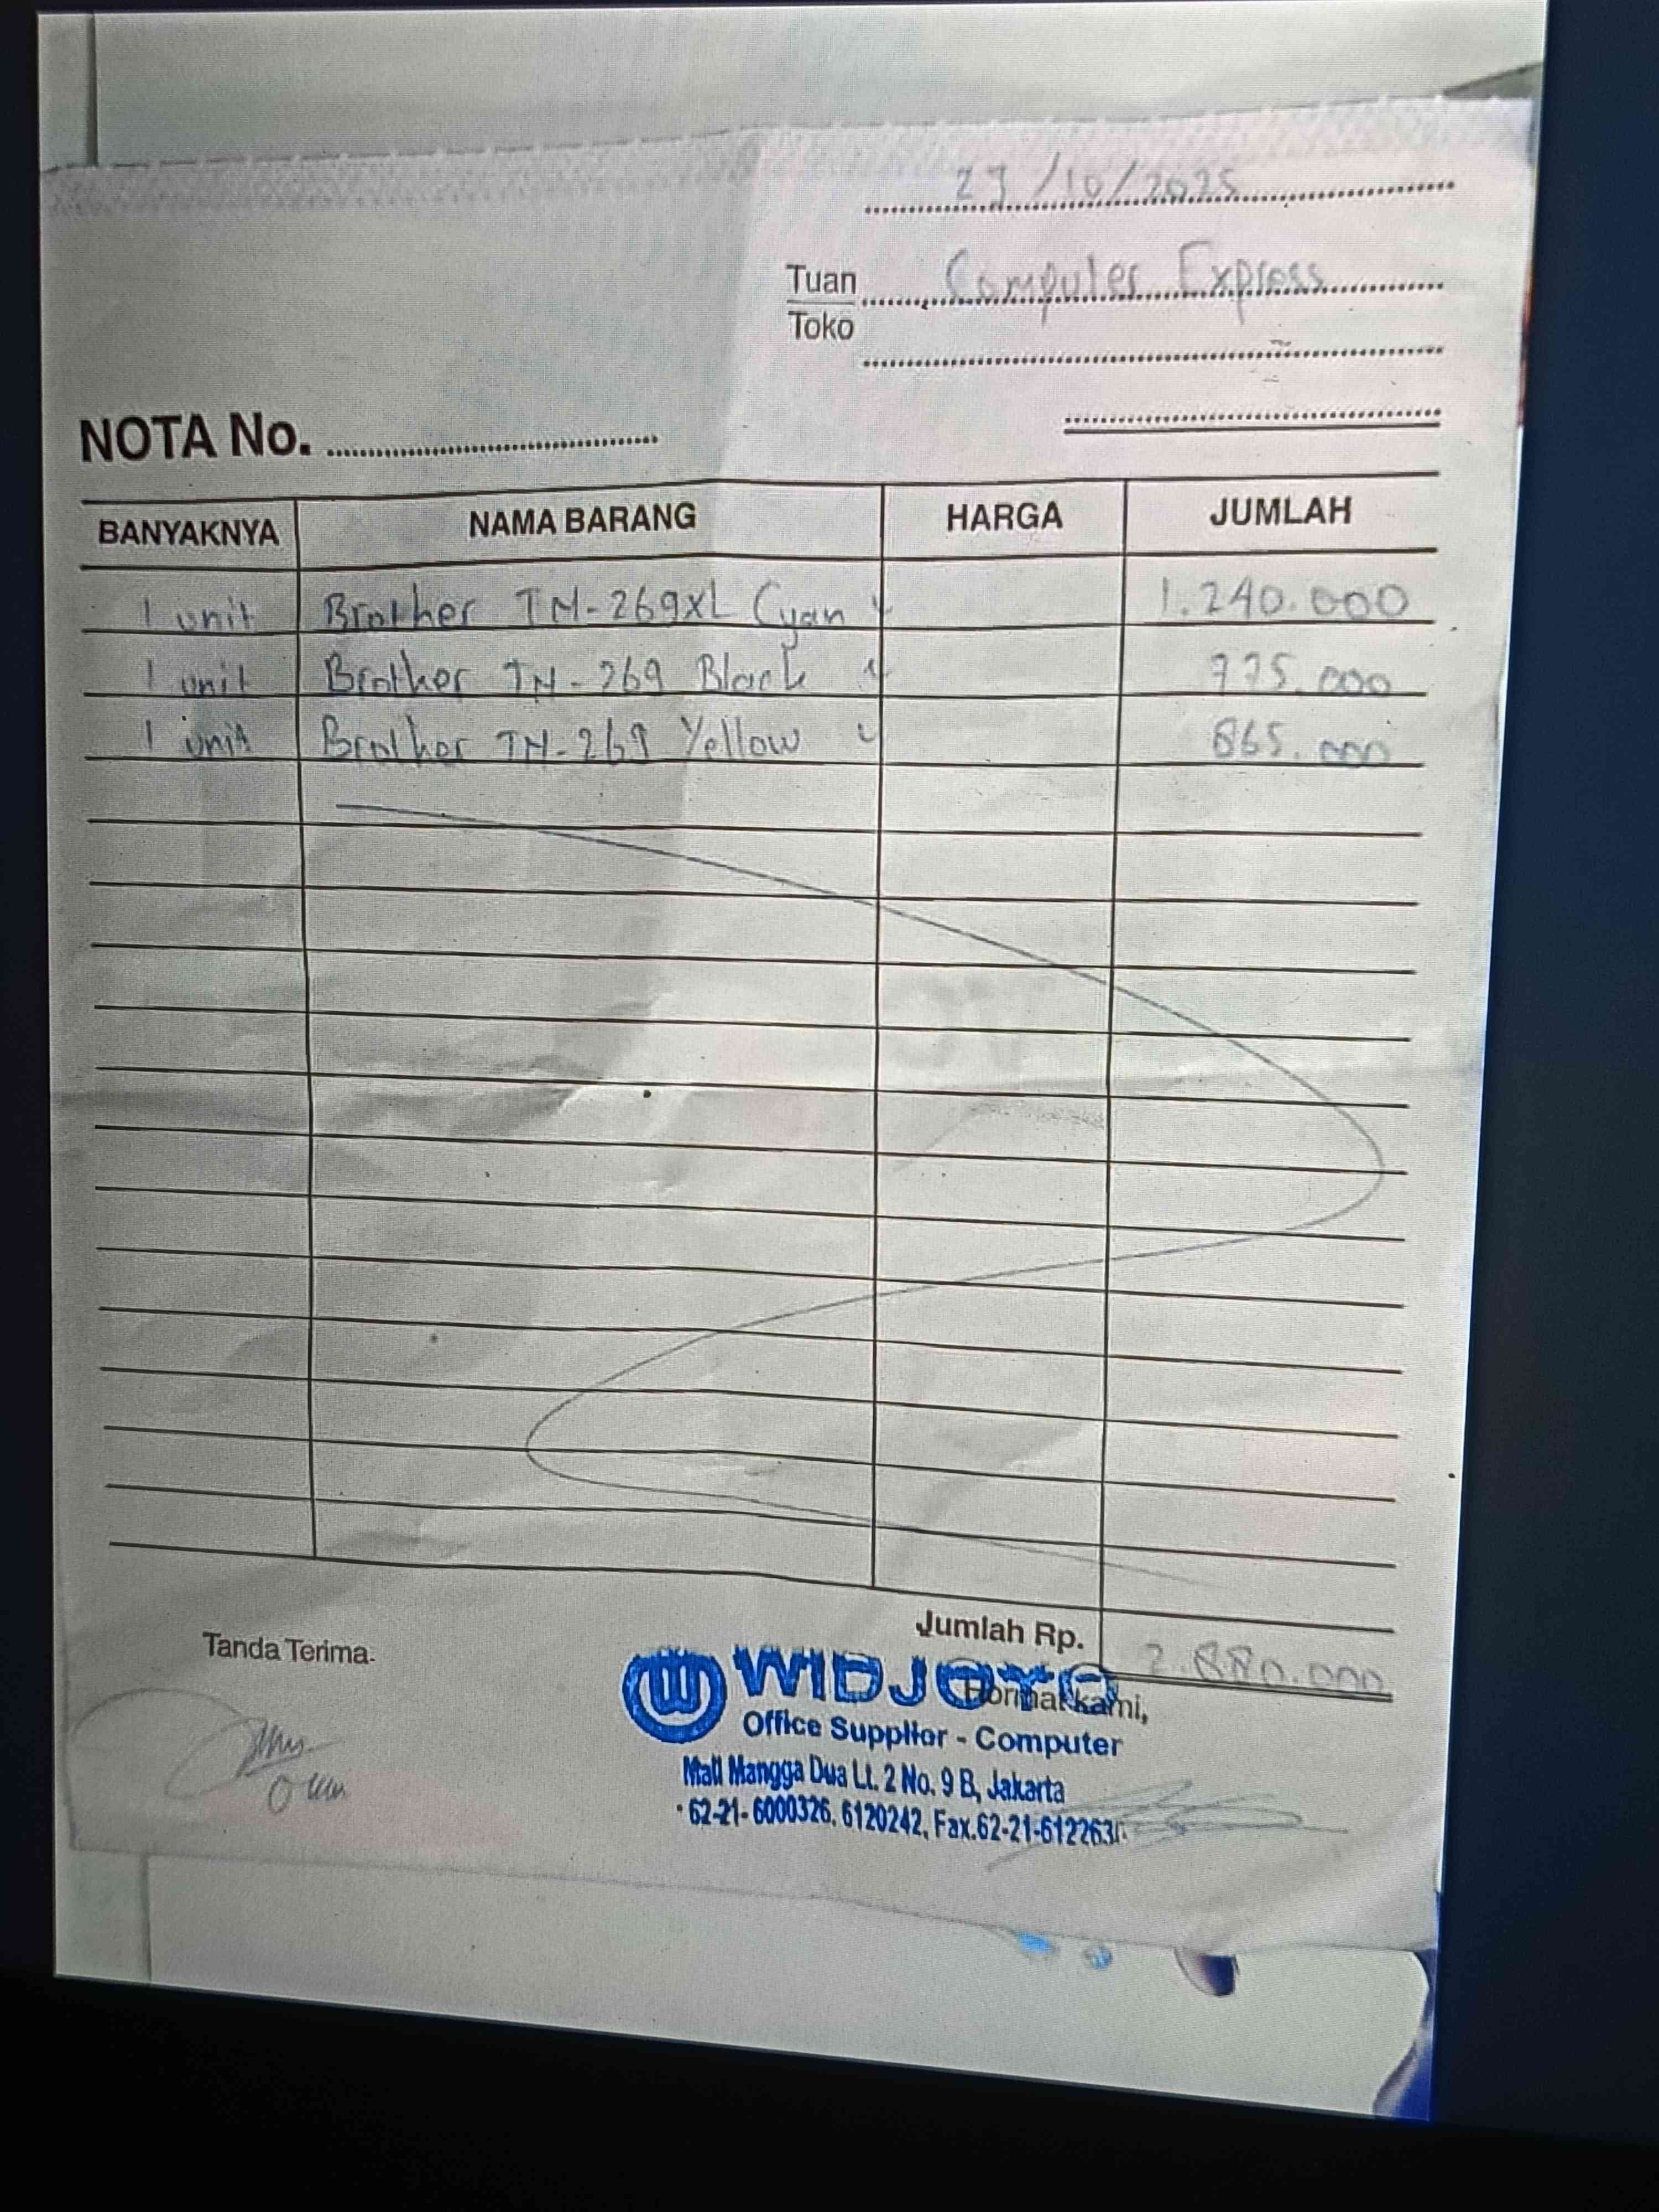 /10/2025
Tuan Computer Express
Toko
NOTA No.
BANYAKNYA NAMA BARANG HARGA JUMLAH
1 unit Brother TN-269XL Cyan 1.240.000
1 unit Brother TN-269 Black 775.000
1 unit Brother TN-269 Yellow 865.000
Jumlah Rp. 2.880.000
Tanda Terima.
Hormat kami,
WIDJOYO
Office Supplier - Computer
Mall Mangga Dua Lt. 2 No. 9 B, Jakarta
62-21-6000326, 6120242, Fax.62-21-612263